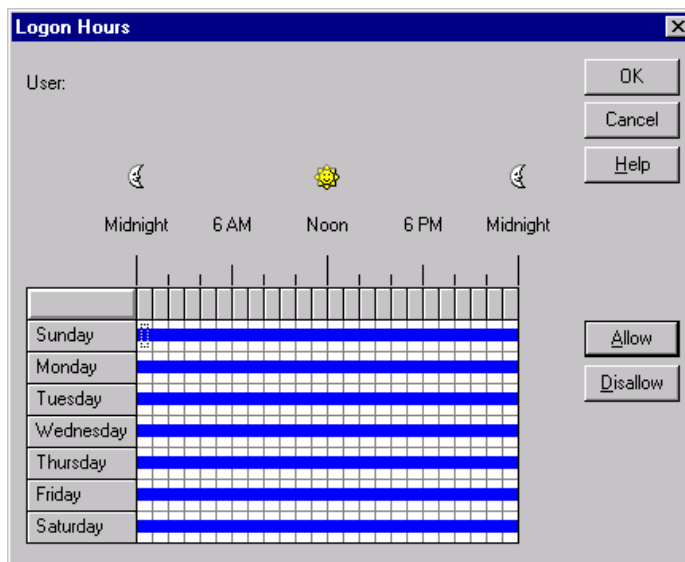 Logon Hours
User:
OK
Cancel
Help
Midnight 6 AM Noon 6 PM Midnight
Sunday
Monday
Tuesday
Wednesday
Thursday
Friday
Saturday
Allow
Disallow